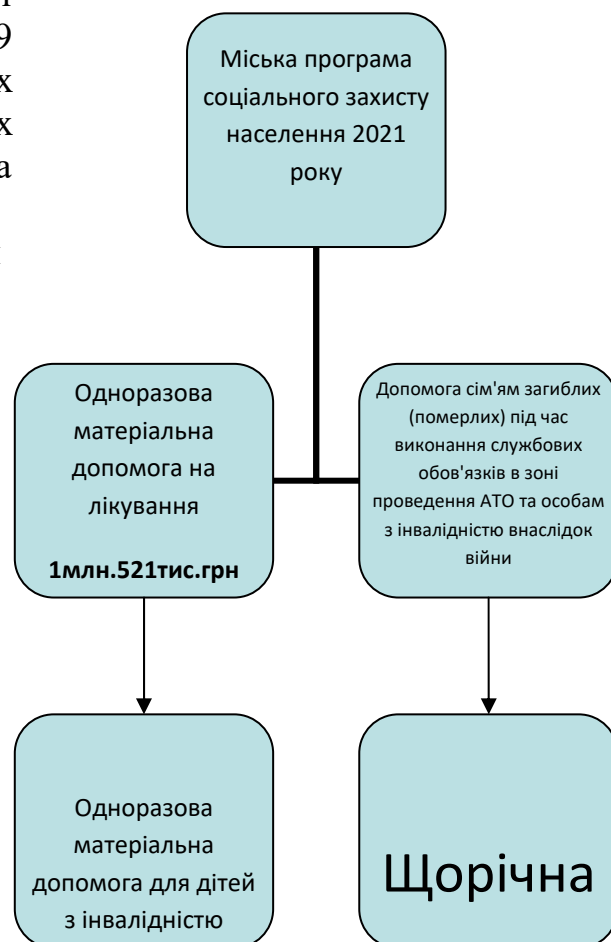 9
х
х
а
Міська програма
соціального захисту
населення 2021
року
Одноразова
матеріальна
допомога на
лікування
1млн.521тис.грн
Допомога сім'ям загиблих
(померлих) під час
виконання службових
обов'язків в зоні
проведення АТО та особам
з інвалідністю внаслідок
війни
Одноразова
матеріальна
допомога для дітей
з інвалідністю
Щорічна